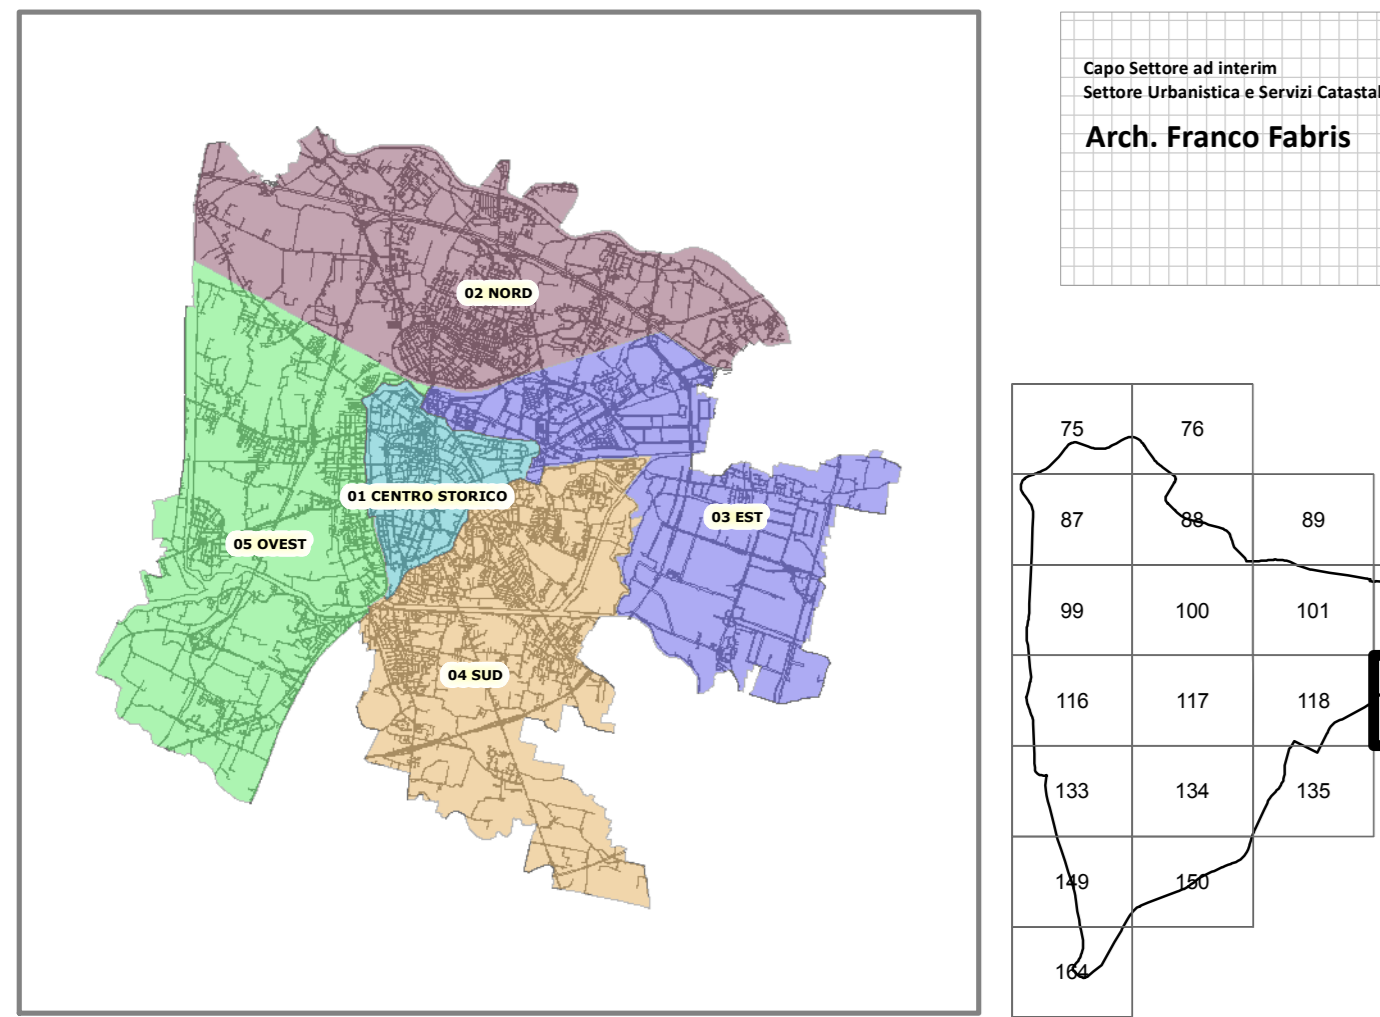 02 NORD
01 CENTRO STORICO
03 EST
05 OVEST
04 SUD
Capo Settore ad interim
Settore Urbanistica e Servizi Catastal
Arch. Franco Fabris
75 76
87 88 89
99 100 101
116 117 118
133 134 135
149 150
164